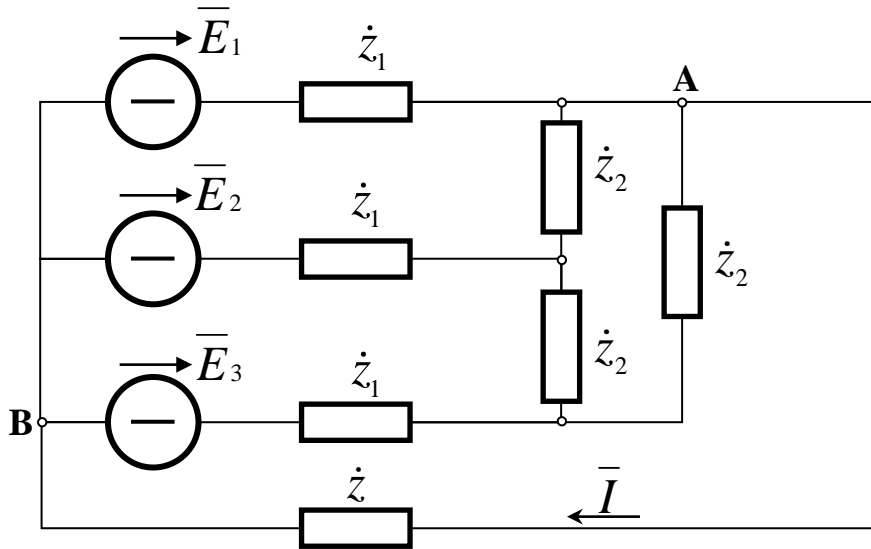 E̅₁
ż₁
A
ż₂
E̅₂
ż₁
ż₂
E̅₃
ż₁
ż₂
B
ż
I̅